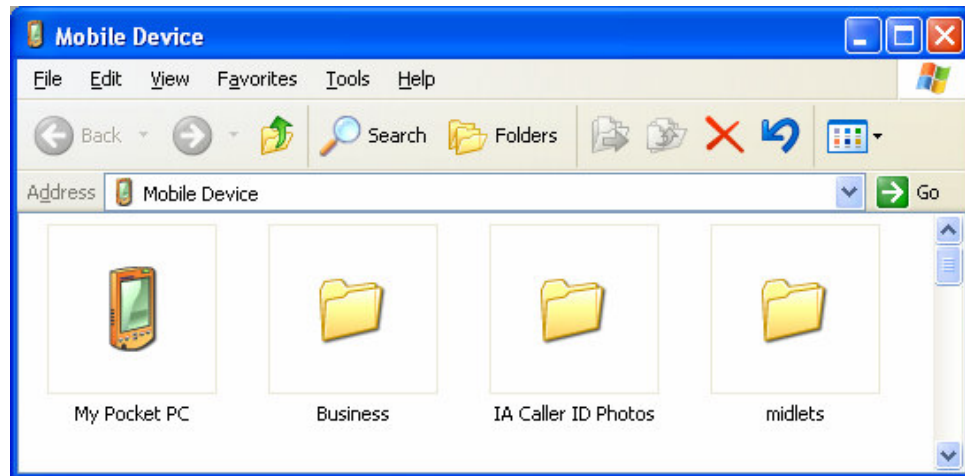 Mobile Device
File Edit View Favorites Tools Help
Back Search Folders
Address Mobile Device Go
My Pocket PC Business IA Caller ID Photos midlets